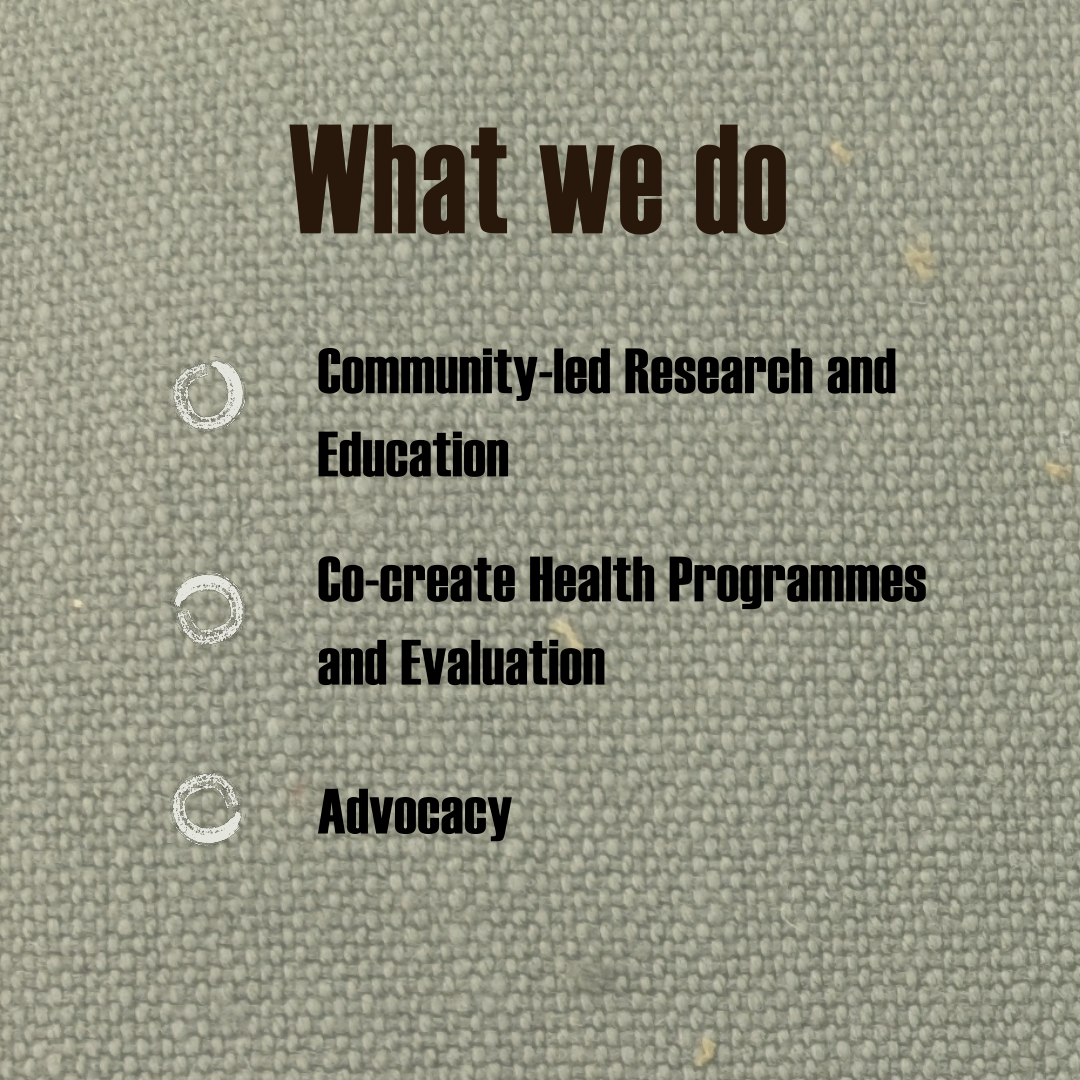 What we do
Community-led Research and
Education
Co-create Health Programmes
and Evaluation
Advocacy